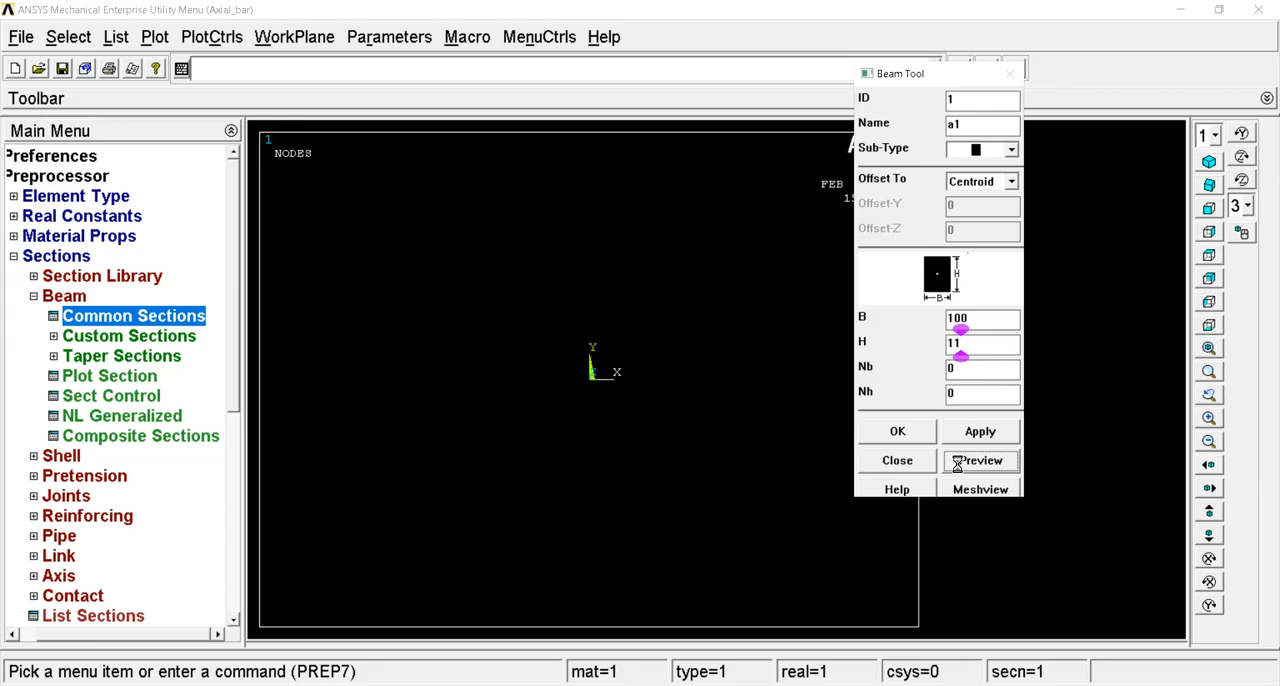 ANSYS Mechanical Enterprise Utility Menu (Axial_bar)
File Select List Plot PlotCtrls WorkPlane Parameters Macro MenuCtrls Help
Toolbar
Main Menu
Preferences
Preprocessor
Element Type
Real Constants
Material Props
Sections
Section Library
Beam
Common Sections
Custom Sections
Taper Sections
Plot Section
Sect Control
NL Generalized
Composite Sections
Shell
Pretension
Joints
Reinforcing
Pipe
Link
Axis
Contact
List Sections
1
NODES
FEB
Y
X
Beam Tool
ID 1
Name a1
Sub-Type
Offset To Centroid
Offset-Y 0
Offset-Z 0
H
B
B 100
H 11
Nb 0
Nh 0
OK Apply
Close Preview
Help Meshview
1
3
Pick a menu item or enter a command (PREP7) mat=1 type=1 real=1 csys=0 secn=1